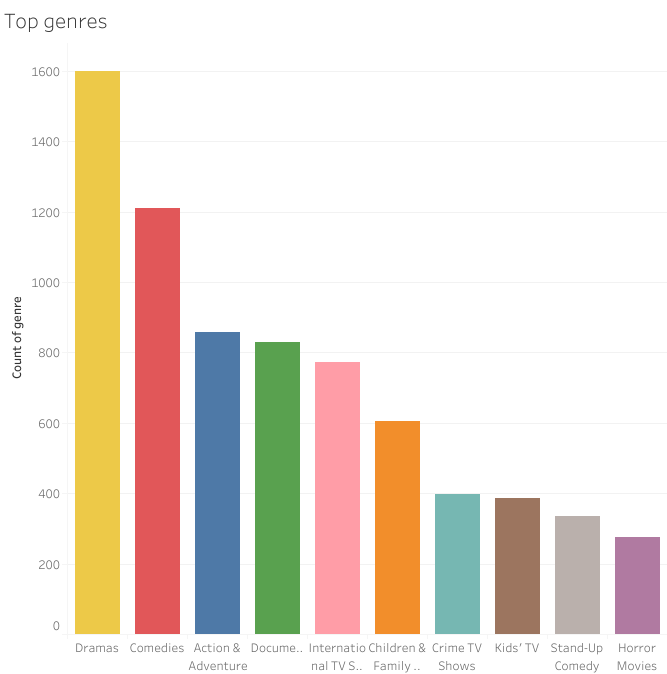 Top genres
1600
1400
1200
1000
800
600
400
200
0
Count of genre
Dramas
Comedies
Action &
Adventure
Docume..
Internatio
nal TV S..
Children &
Family ..
Crime TV
Shows
Kids' TV
Stand-Up
Comedy
Horror
Movies